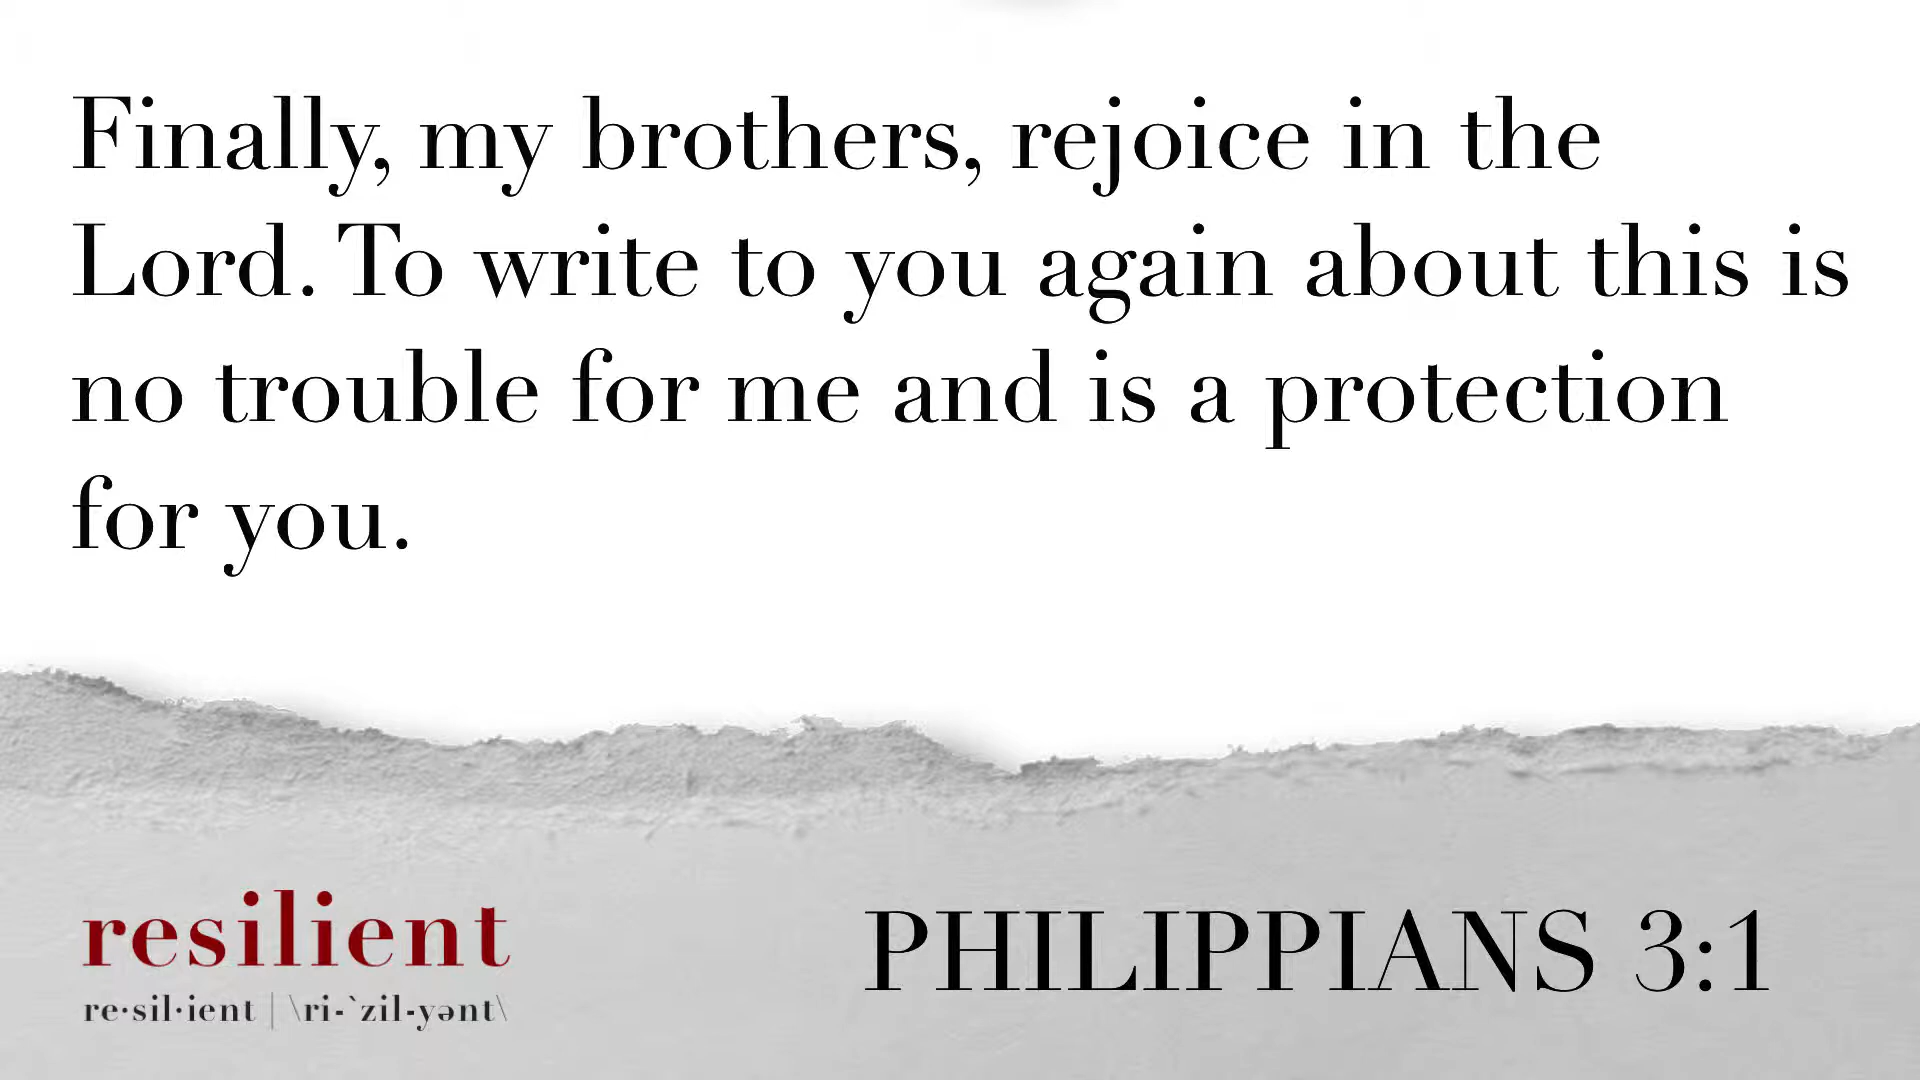 Finally, my brothers, rejoice in the
Lord. To write to you again about this is
no trouble for me and is a protection
for you.
resilient
re·sil·ient | \ri-`zil-yənt\
PHILIPPIANS 3:1